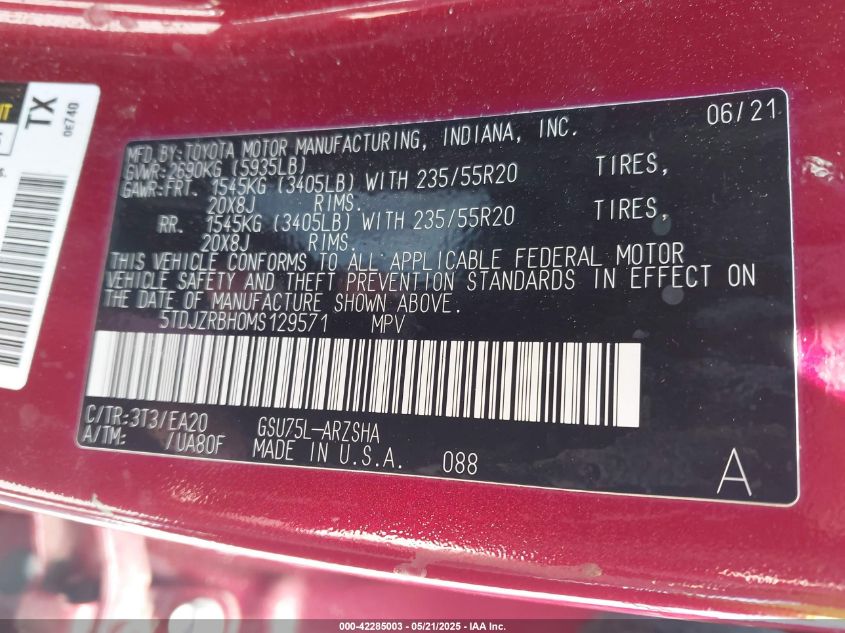 TX
0E740
06/21
MFD.BY:TOYOTA MOTOR MANUFACTURING, INDIANA, INC.
GVWR:2690KG (5935LB)
GAWR:FRT. 1545KG (3405LB) WITH 235/55R20 TIRES,
20X8J RIMS.
RR. 1545KG (3405LB) WITH 235/55R20 TIRES,
20X8J RIMS.
THIS VEHICLE CONFORMS TO ALL APPLICABLE FEDERAL MOTOR
VEHICLE SAFETY AND THEFT PREVENTION STANDARDS IN EFFECT ON
THE DATE OF MANUFACTURE SHOWN ABOVE.
5TDJZRBH0MS129571 MPV
C/TR:3T3/EA20 GSU75L-ARZSHA
A/TM: /UA80F MADE IN U.S.A. 088
A
000-42285003 - 05/21/2025 - IAA Inc.